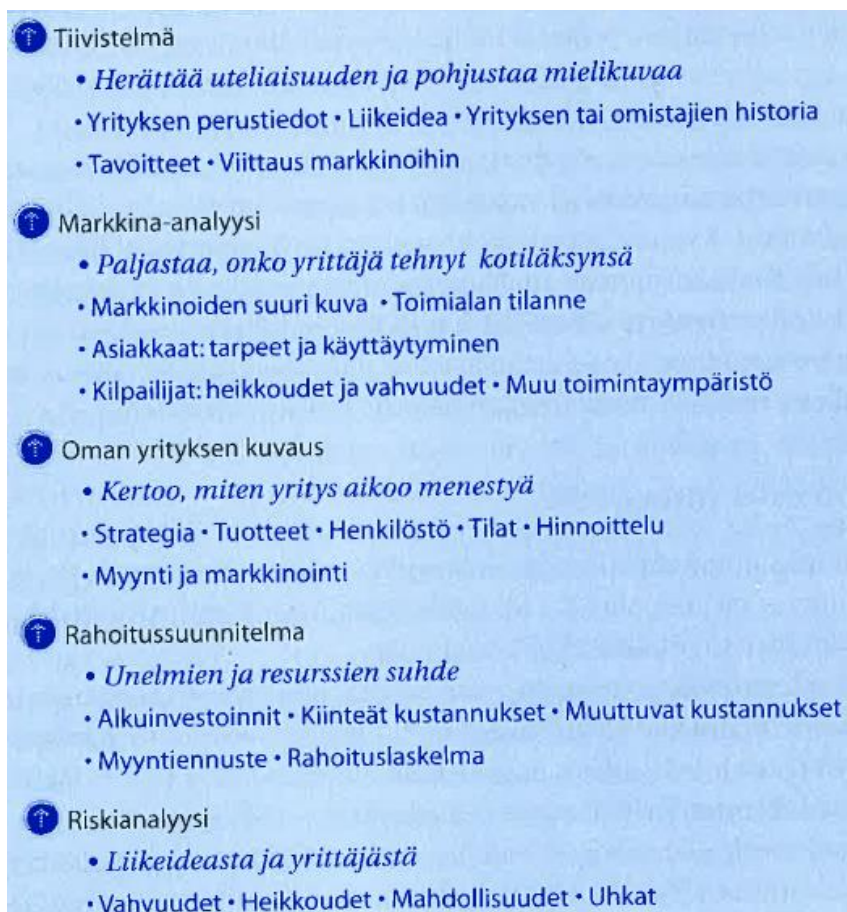 Tiivistelmä
• Herättää uteliaisuuden ja pohjustaa mielikuvaa
• Yrityksen perustiedot • Liikeidea • Yrityksen tai omistajien historia
• Tavoitteet • Viittaus markkinoihin
Markkina-analyysi
• Paljastaa, onko yrittäjä tehnyt kotiläksynsä
• Markkinoiden suuri kuva • Toimialan tilanne
• Asiakkaat: tarpeet ja käyttäytyminen
• Kilpailijat: heikkoudet ja vahvuudet • Muu toimintaympäristö
Oman yrityksen kuvaus
• Kertoo, miten yritys aikoo menestyä
• Strategia • Tuotteet • Henkilöstö • Tilat • Hinnoittelu
• Myynti ja markkinointi
Rahoitussuunnitelma
• Unelmien ja resurssien suhde
• Alkuinvestoinnit • Kiinteät kustannukset • Muuttuvat kustannukset
• Myyntiennuste • Rahoituslaskelma
Riskianalyysi
• Liikeideasta ja yrittäjästä
• Vahvuudet • Heikkoudet • Mahdollisuudet • Uhkat